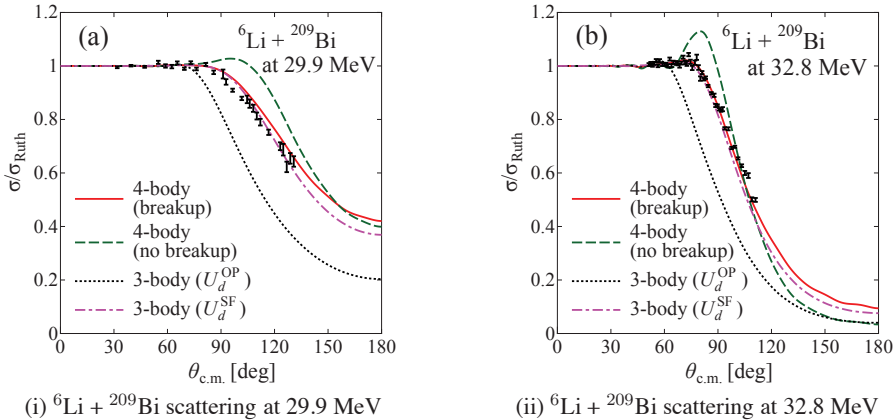 (a)
⁶Li + ²⁰⁹Bi
at 29.9 MeV
σ/σ_Ruth
1.2
1
0.8
0.6
0.4
0.2
0
4-body
(breakup)
4-body
(no breakup)
3-body (U_d^OP)
3-body (U_d^SF)
0 30 60 90 120 150 180
θ_c.m. [deg]
(i) ⁶Li + ²⁰⁹Bi scattering at 29.9 MeV
(b)
⁶Li + ²⁰⁹Bi
at 32.8 MeV
σ/σ_Ruth
1.2
1
0.8
0.6
0.4
0.2
0
4-body
(breakup)
4-body
(no breakup)
3-body (U_d^OP)
3-body (U_d^SF)
0 30 60 90 120 150 180
θ_c.m. [deg]
(ii) ⁶Li + ²⁰⁹Bi scattering at 32.8 MeV